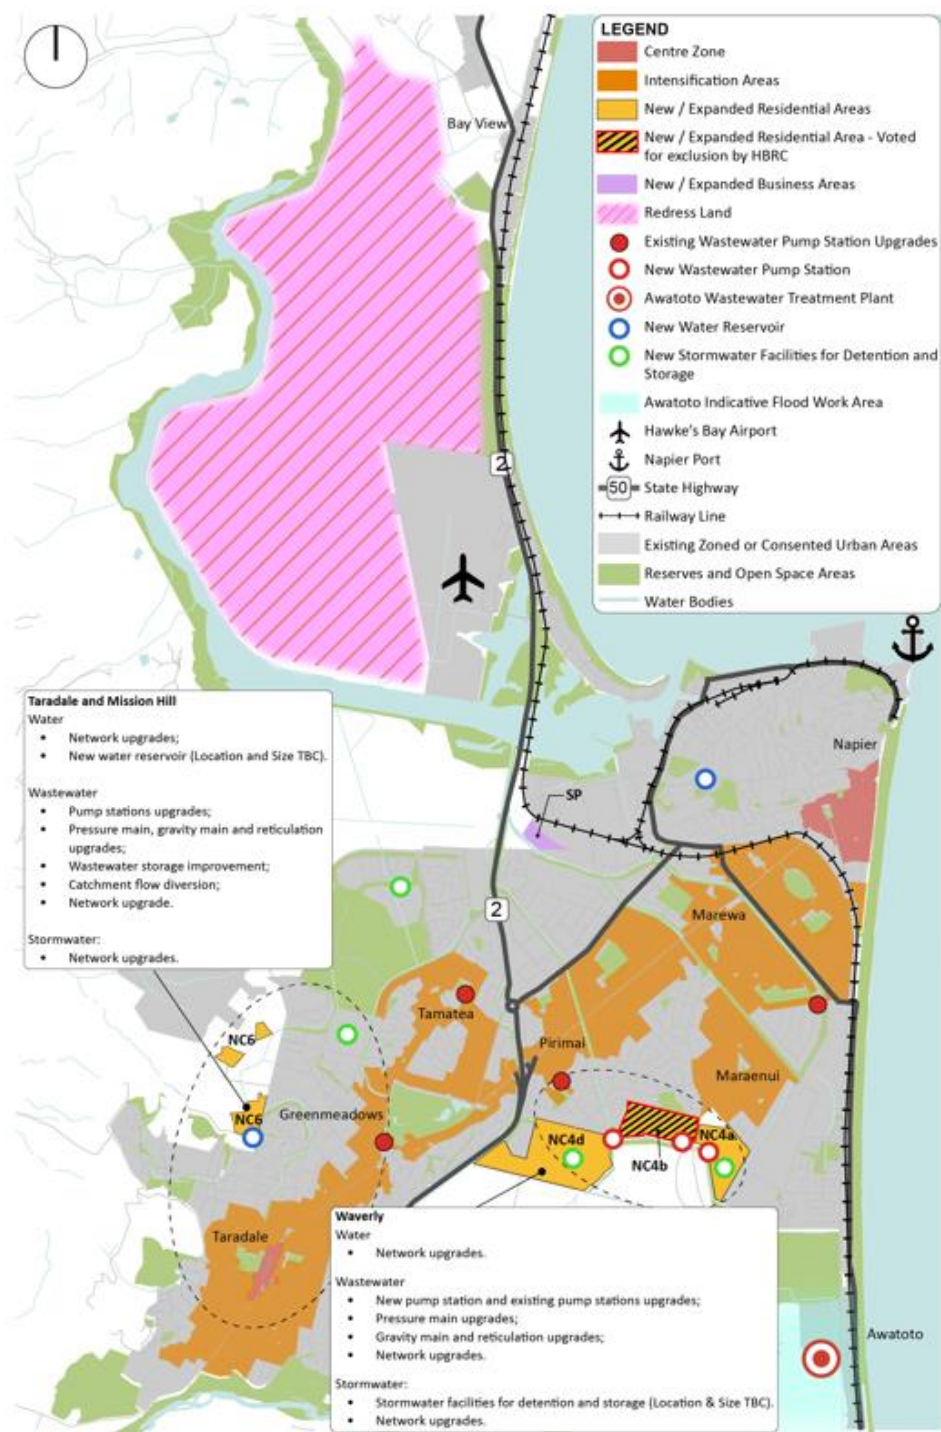 LEGEND
Centre Zone
Intensification Areas
New / Expanded Residential Areas
New / Expanded Residential Area - Voted
for exclusion by HBRC
New / Expanded Business Areas
Redress Land
Existing Wastewater Pump Station Upgrades
New Wastewater Pump Station
Awatoto Wastewater Treatment Plant
New Water Reservoir
New Stormwater Facilities for Detention and
Storage
Awatoto Indicative Flood Work Area
Hawke's Bay Airport
Napier Port
50 State Highway
Railway Line
Existing Zoned or Consented Urban Areas
Reserves and Open Space Areas
Water Bodies
Bay View
2
Taradale and Mission Hill
Water
• Network upgrades;
• New water reservoir (Location and Size TBC).
Wastewater
• Pump stations upgrades;
• Pressure main, gravity main and reticulation
upgrades;
• Wastewater storage improvement;
• Catchment flow diversion;
• Network upgrade.
Stormwater:
• Network upgrades.
Napier
SP
2
Marewa
Tamatea
Pirimai
NC6
Maraenui
NC6
Greenmeadows
NC4d
NC4b
NC4a
Taradale
Waverly
Water
• Network upgrades.
Wastewater
• New pump station and existing pump stations upgrades;
• Pressure main upgrades;
• Gravity main and reticulation upgrades;
• Network upgrades.
Stormwater:
• Stormwater facilities for detention and storage (Location & Size TBC).
• Network upgrades.
Awatoto